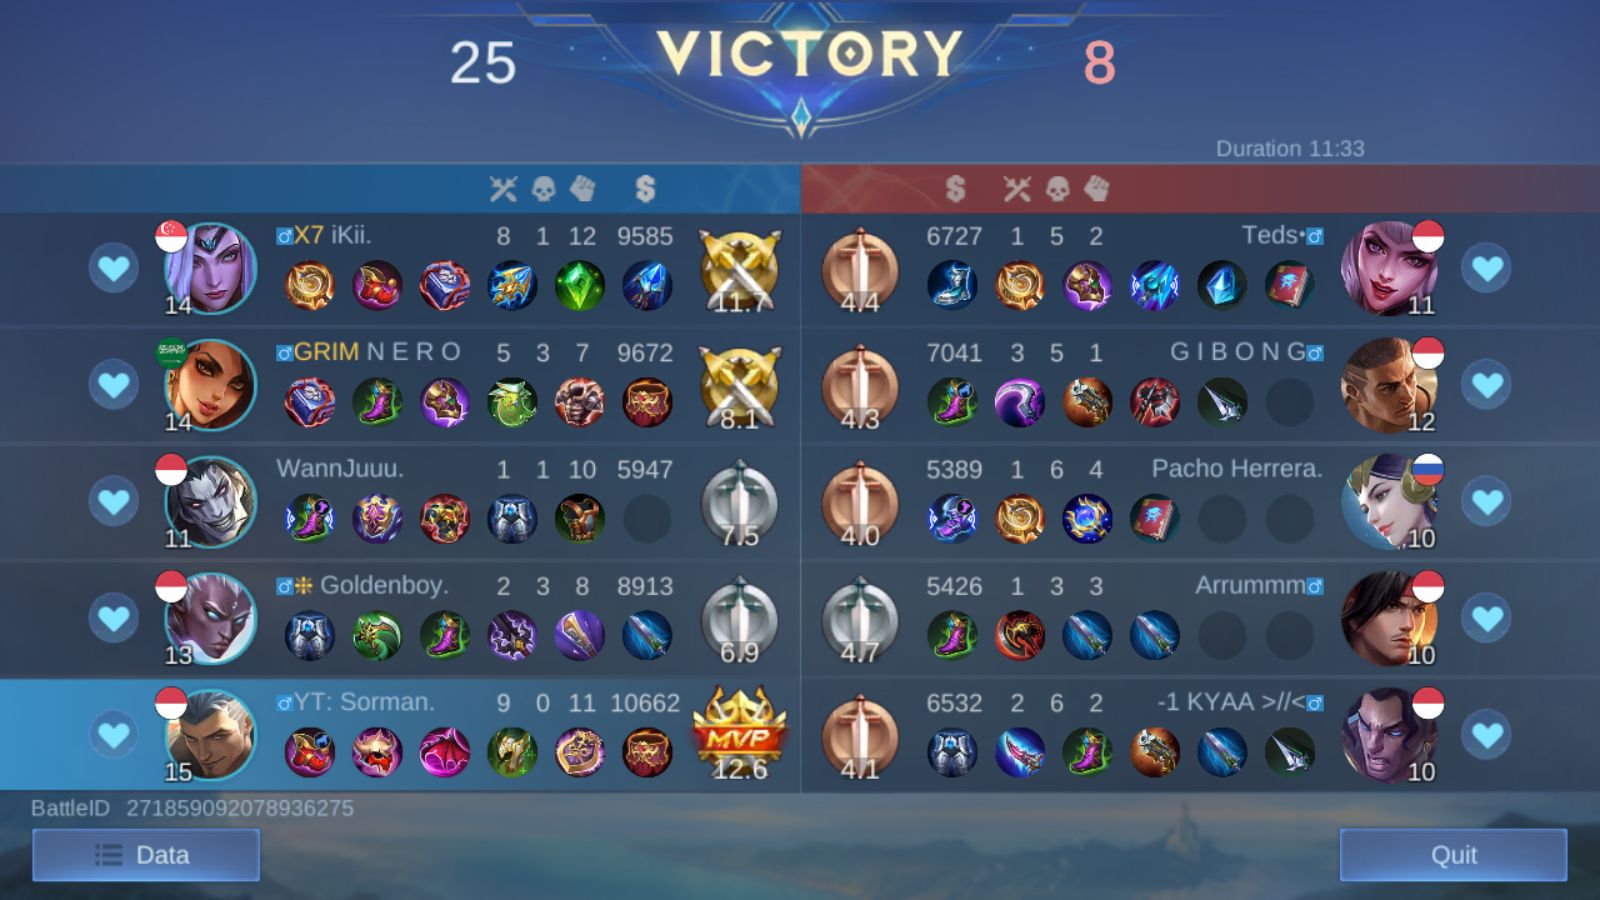 25 VICTORY 8
Duration 11:33
X7 iKii. 8 1 12 9585
14 11.7
4.4 6727 1 5 2 Teds•
11
GRIM N E R O 5 3 7 9672
14 8.1
4.3 7041 3 5 1 G I B O N G
12
WannJuuu. 1 1 10 5947
11 7.5
4.0 5389 1 6 4 Pacho Herrera.
10
Goldenboy. 2 3 8 8913
13 6.9
4.7 5426 1 3 3 Arrummm
10
YT: Sorman. 9 0 11 10662
15 MVP 12.6
4.1 6532 2 6 2 -1 KYAA >//<
10
BattleID 271859092078936275
Data
Quit